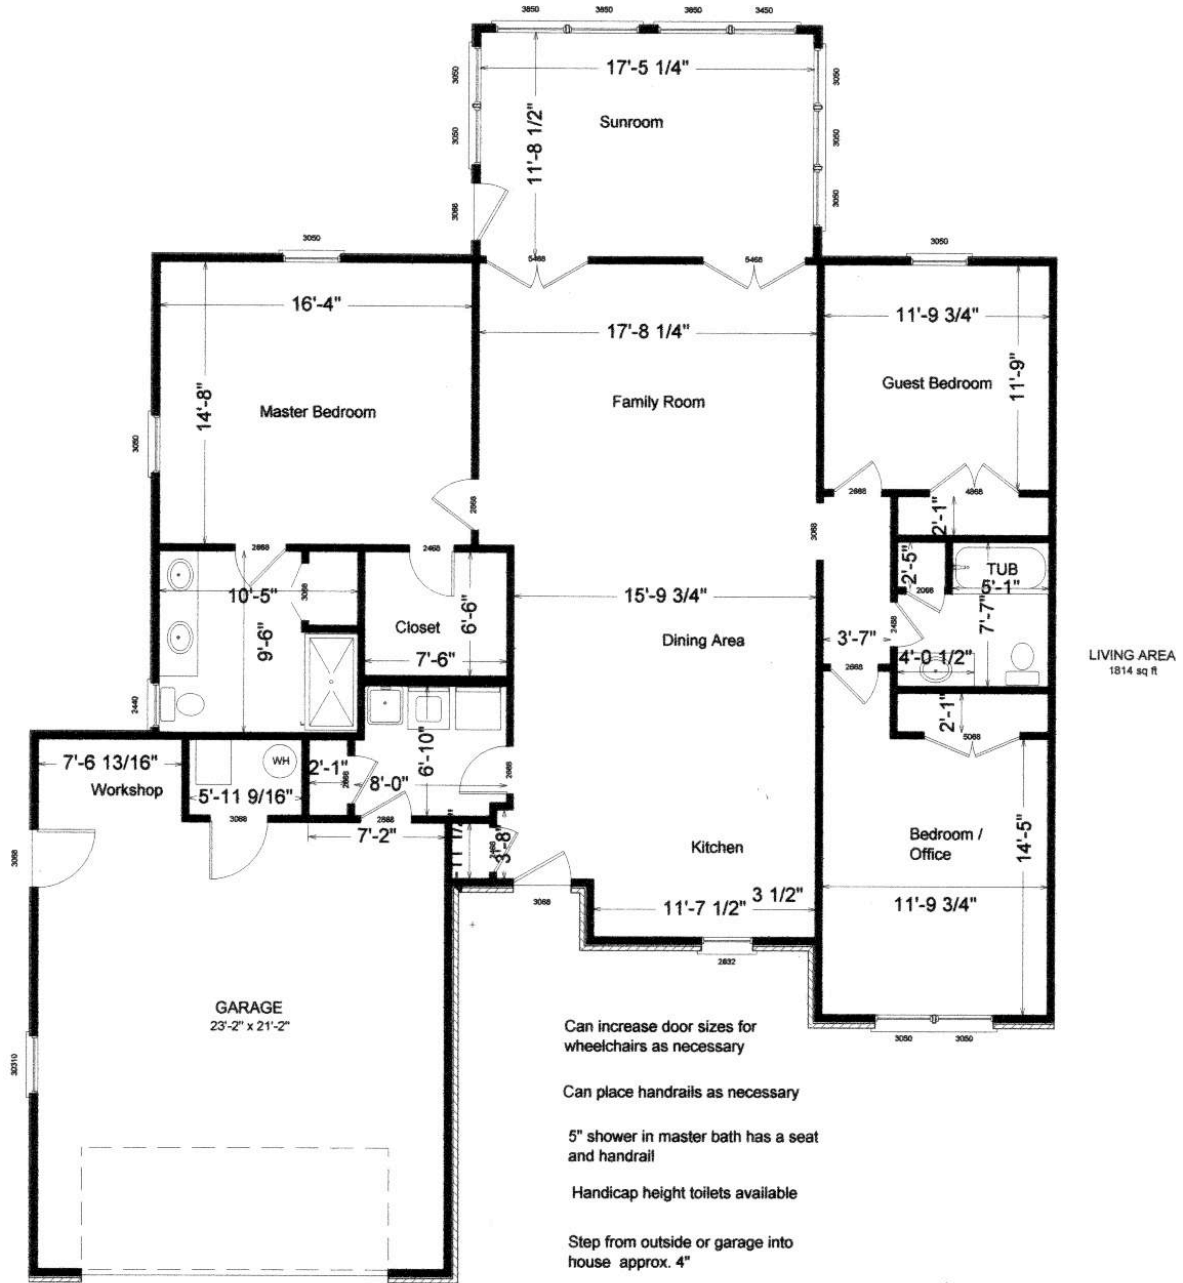 3850 3850 3850 3450
3050
3050
17'-5 1/4"
11'-8 1/2"
Sunroom
3050
3050
3050
3068
5468
5468
3050
16'-4"
14'-8"
Master Bedroom
3050
2868
17'-8 1/4"
Family Room
3050
11'-9 3/4"
11'-9"
Guest Bedroom
2668
4868
2'-1"
3068
2868
2468
3068
10'-5"
9'-6"
Closet
6'-6"
7'-6"
2440
15'-9 3/4"
Dining Area
2'-5"
TUB
5'-1"
2068
7'-7"
3'-7"
2468
4'-0 1/2"
2668
LIVING AREA
1814 sq ft
2'-1"
5068
7'-6 13/16"
Workshop
WH
5'-11 9/16"
3068
2'-1"
2668
8'-0"
6'-10"
2668
2868
7'-2"
3'-8"
2468
3068
3068
Kitchen
3 1/2"
11'-7 1/2"
2832
Bedroom /
Office
14'-5"
11'-9 3/4"
3050 3050
GARAGE
23'-2" x 21'-2"
30310
Can increase door sizes for
wheelchairs as necessary
Can place handrails as necessary
5" shower in master bath has a seat
and handrail
Handicap height toilets available
Step from outside or garage into
house approx. 4"